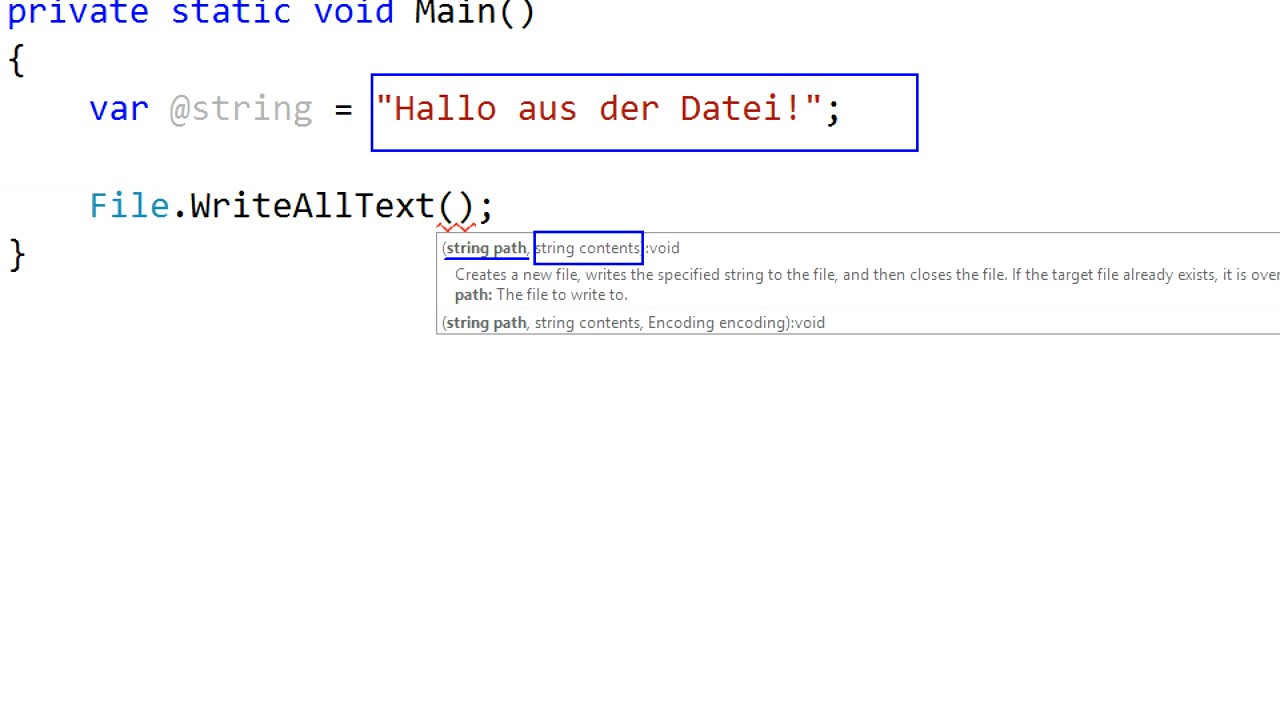 private static void Main()
{
var @string = "Hallo aus der Datei!";
File.WriteAllText();
}
(string path, string contents):void
Creates a new file, writes the specified string to the file, and then closes the file. If the target file already exists, it is over
path: The file to write to.
(string path, string contents, Encoding encoding):void